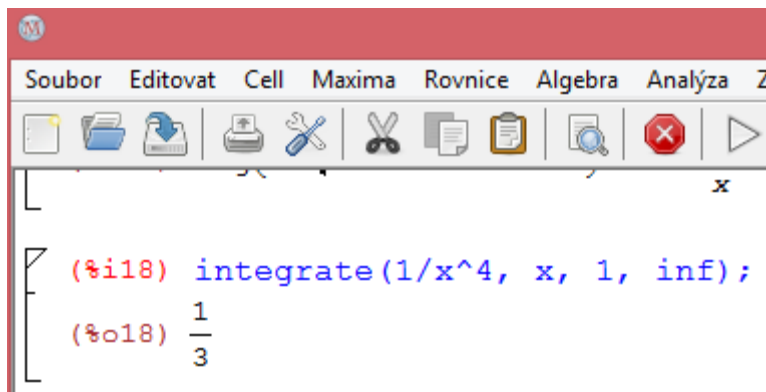 Soubor Editovat Cell Maxima Rovnice Algebra Analýza
x
(%i18) integrate(1/x^4, x, 1, inf);
(%o18) 1
3